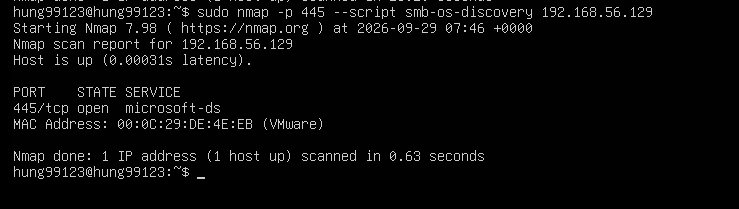 hung99123@hung99123:~$ sudo nmap -p 445 --script smb-os-discovery 192.168.56.129
Starting Nmap 7.98 ( https://nmap.org ) at 2026-09-29 07:46 +0000
Nmap scan report for 192.168.56.129
Host is up (0.00031s latency).

PORT    STATE SERVICE
445/tcp open  microsoft-ds
MAC Address: 00:0C:29:DE:4E:EB (VMware)

Nmap done: 1 IP address (1 host up) scanned in 0.63 seconds
hung99123@hung99123:~$ _